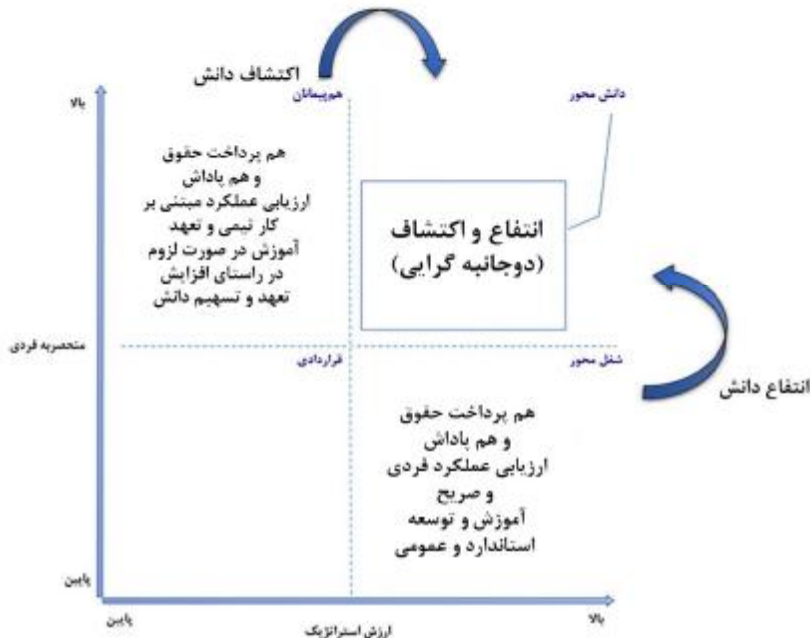 اکتشاف دانش
بالا
هم‌پیمانان
دانش محور
هم پرداخت حقوق
و هم پاداش
ارزیابی عملکرد مبتنی بر
کار تیمی و تعهد
آموزش در صورت لزوم
در راستای افزایش
تعهد و تسهیم دانش
انتفاع و اکتشاف
(دوجانبه گرایی)
منحصربه فردی
قراردادی
شغل محور
انتفاع دانش
هم پرداخت حقوق
و هم پاداش
ارزیابی عملکرد فردی
و صریح
آموزش و توسعه
استاندارد و عمومی
پایین
پایین
ارزش استراتژیک
بالا